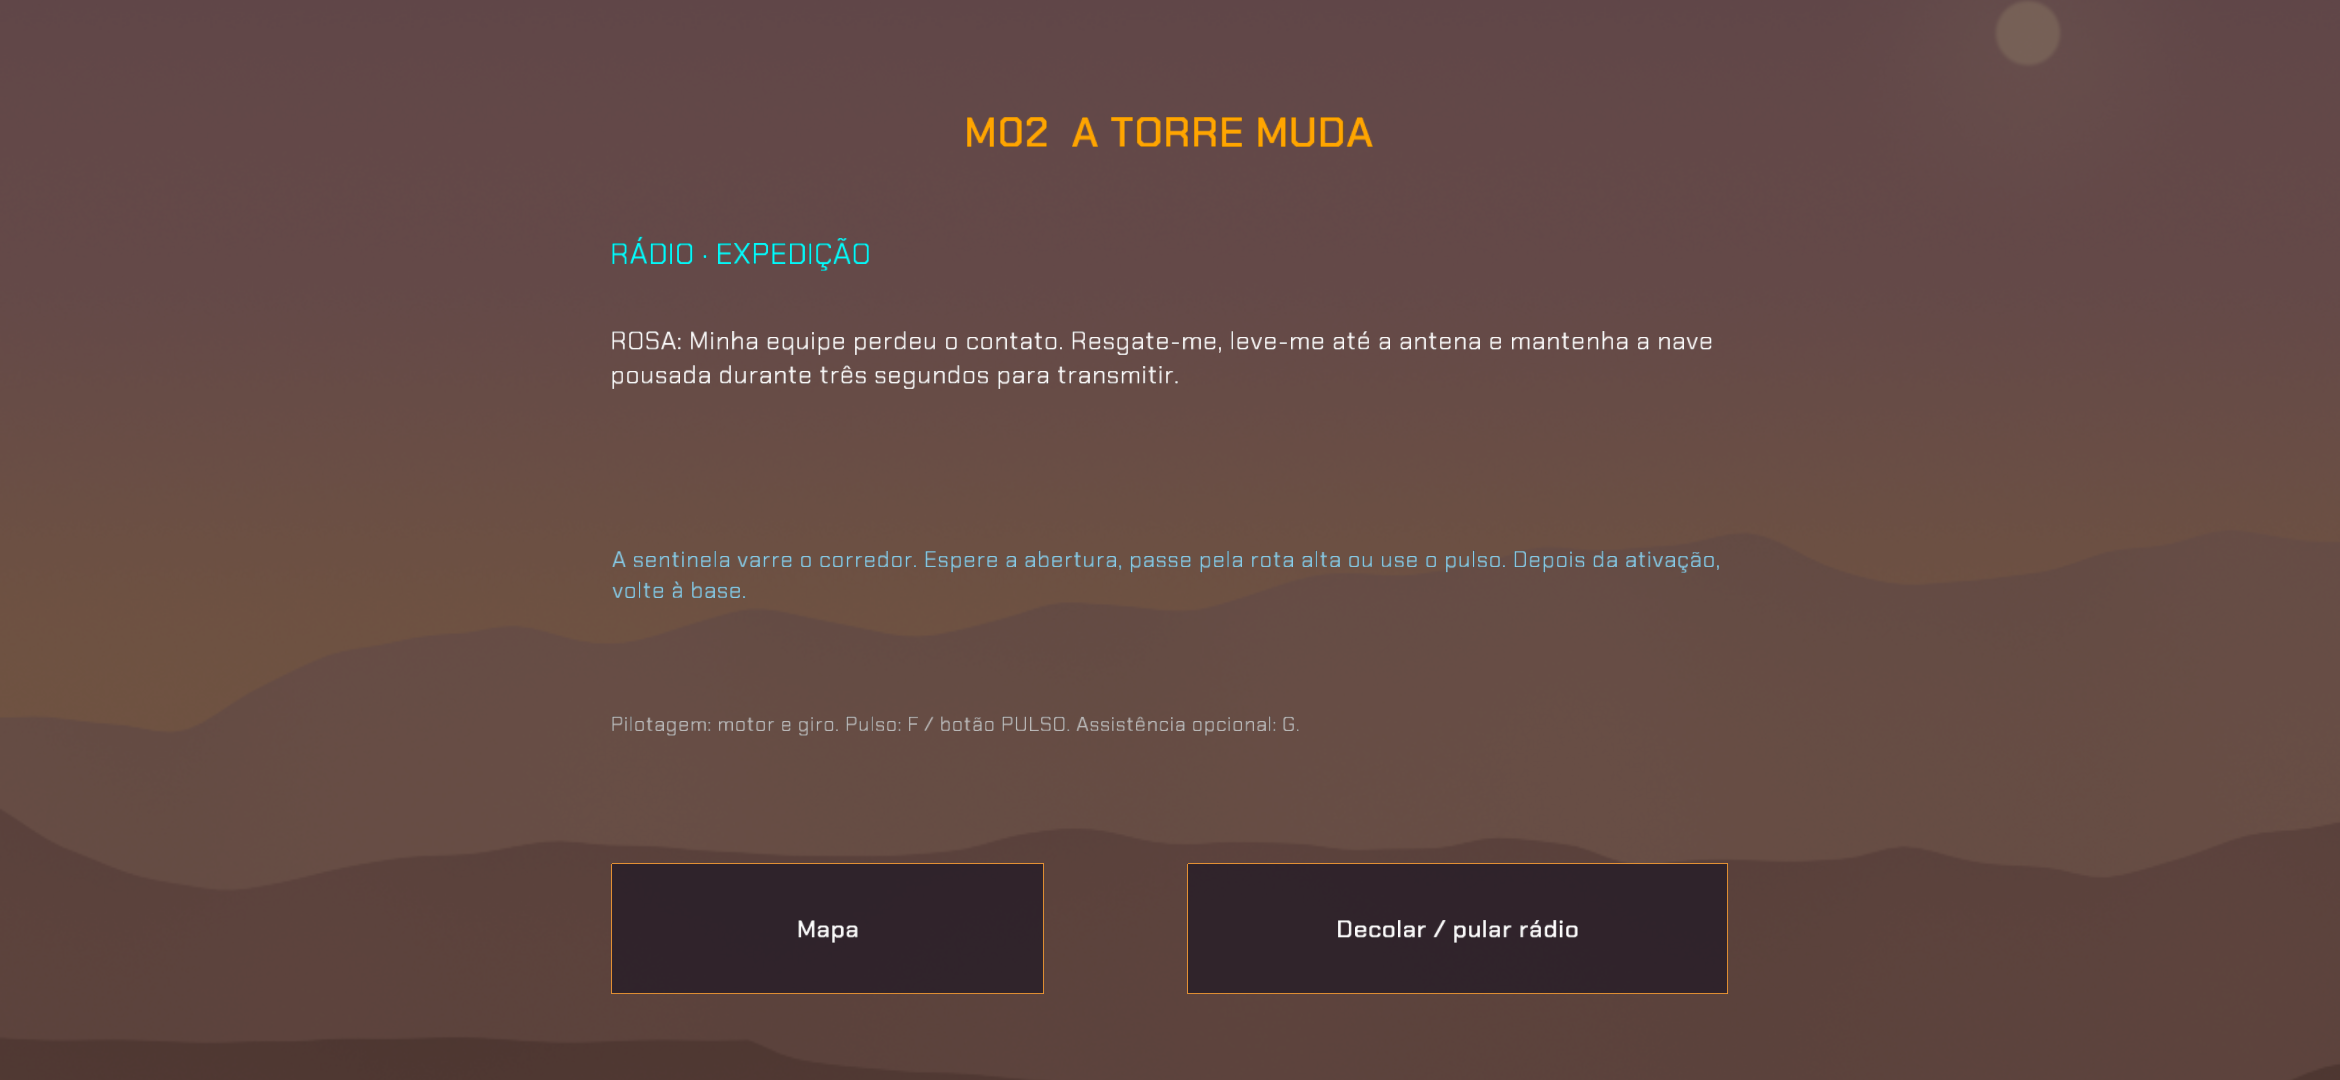 M02 A TORRE MUDA
RÁDIO · EXPEDIÇÃO
ROSA: Minha equipe perdeu o contato. Resgate-me, leve-me até a antena e mantenha a nave
pousada durante três segundos para transmitir.
A sentinela varre o corredor. Espere a abertura, passe pela rota alta ou use o pulso. Depois da ativação,
volte à base.
Pilotagem: motor e giro. Pulso: F / botão PULSO. Assistência opcional: G.
Mapa
Decolar / pular rádio